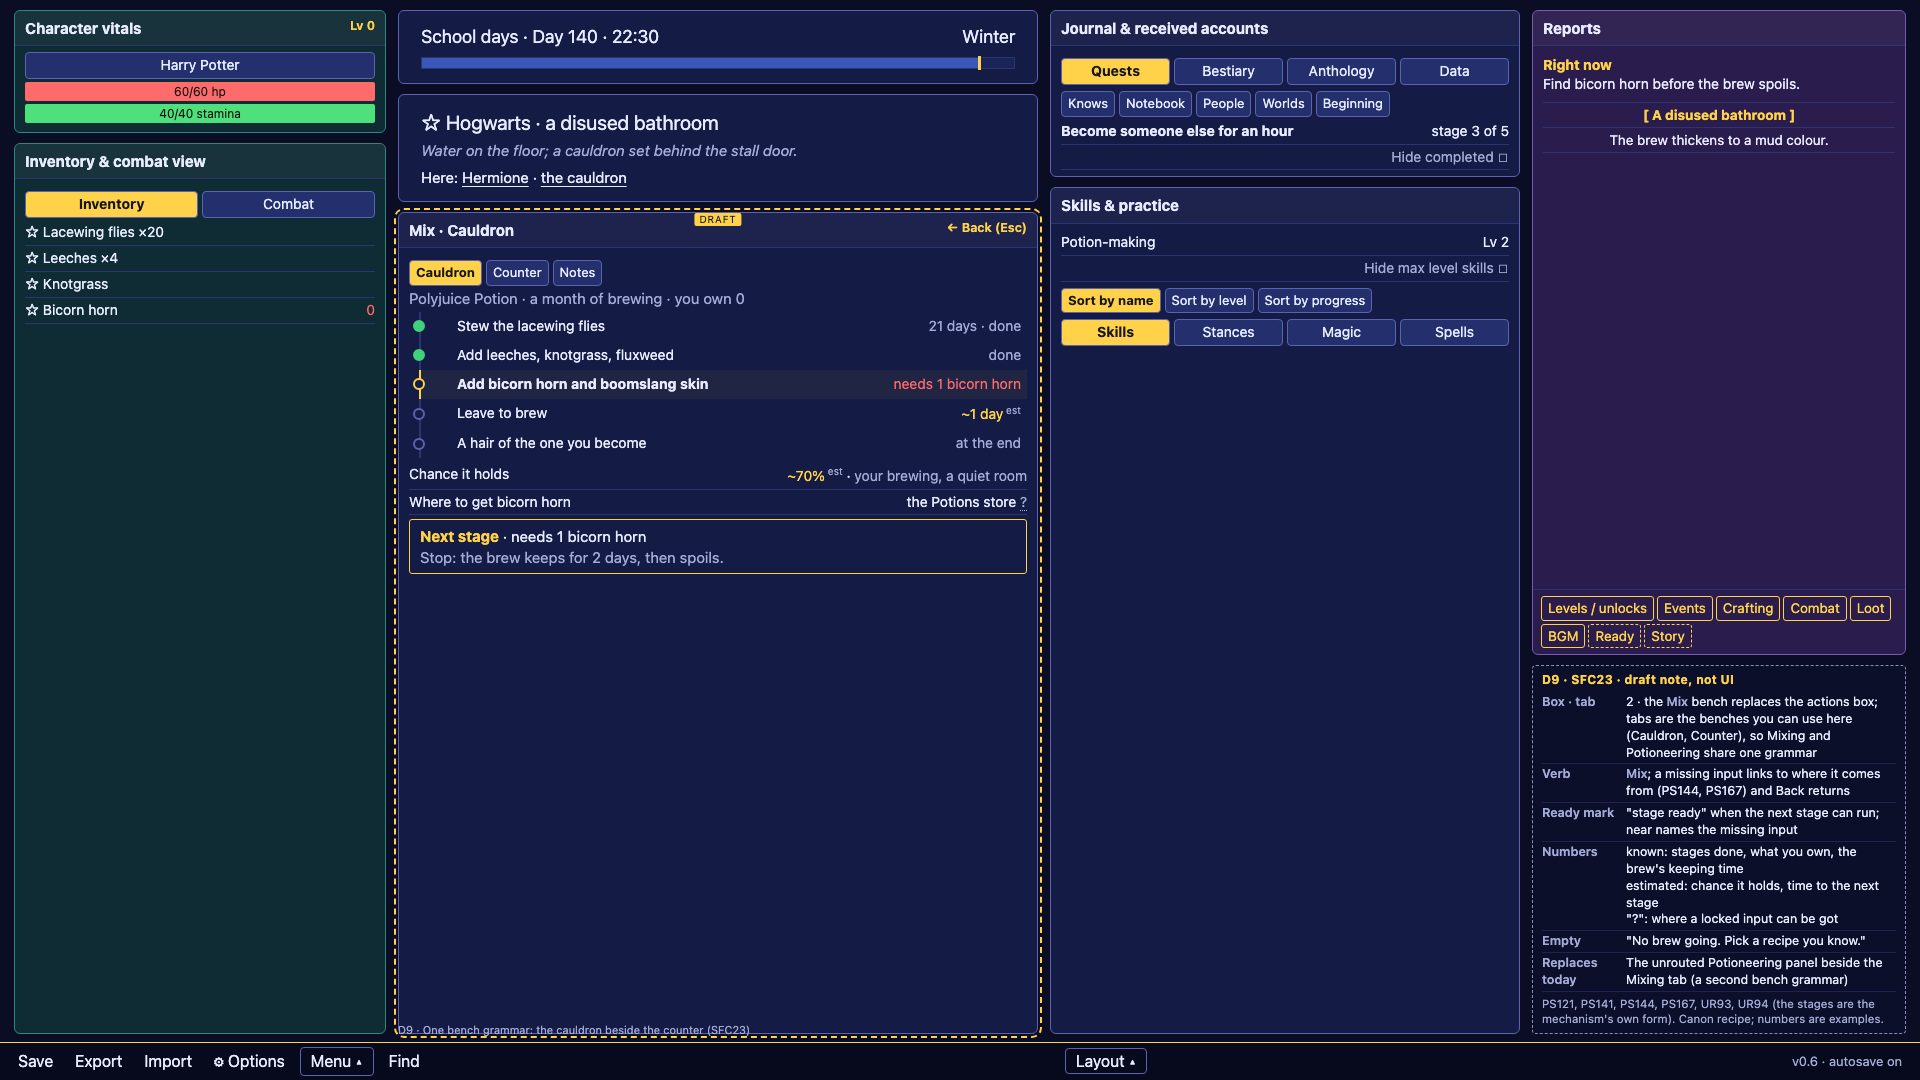 Character vitals
Lv 0
Harry Potter
60/60 hp
40/40 stamina
Inventory & combat view
Inventory
Combat
☆ Lacewing flies ×20
☆ Leeches ×4
☆ Knotgrass
☆ Bicorn horn 0
School days · Day 140 · 22:30 Winter
☆ Hogwarts · a disused bathroom
Water on the floor; a cauldron set behind the stall door.
Here: Hermione · the cauldron
DRAFT
Mix · Cauldron ← Back (Esc)
Cauldron Counter Notes
Polyjuice Potion · a month of brewing · you own 0
Stew the lacewing flies 21 days · done
Add leeches, knotgrass, fluxweed done
Add bicorn horn and boomslang skin needs 1 bicorn horn
Leave to brew ~1 day est
A hair of the one you become at the end
Chance it holds ~70% est · your brewing, a quiet room
Where to get bicorn horn the Potions store ?
Next stage · needs 1 bicorn horn
Stop: the brew keeps for 2 days, then spoils.
D9 · One bench grammar: the cauldron beside the counter (SFC23)
Journal & received accounts
Quests Bestiary Anthology Data
Knows Notebook People Worlds Beginning
Become someone else for an hour stage 3 of 5
Hide completed □
Skills & practice
Potion-making Lv 2
Hide max level skills □
Sort by name Sort by level Sort by progress
Skills Stances Magic Spells
Reports
Right now
Find bicorn horn before the brew spoils.
[ A disused bathroom ]
The brew thickens to a mud colour.
Levels / unlocks Events Crafting Combat Loot
BGM Ready Story
D9 · SFC23 · draft note, not UI
Box · tab 2 · the Mix bench replaces the actions box;
tabs are the benches you can use here
(Cauldron, Counter), so Mixing and
Potioneering share one grammar
Verb Mix; a missing input links to where it comes
from (PS144, PS167) and Back returns
Ready mark "stage ready" when the next stage can run;
near names the missing input
Numbers known: stages done, what you own, the
brew's keeping time
estimated: chance it holds, time to the next
stage
"?": where a locked input can be got
Empty "No brew going. Pick a recipe you know."
Replaces The unrouted Potioneering panel beside the
today Mixing tab (a second bench grammar)
PS121, PS141, PS144, PS167, UR93, UR94 (the stages are the
mechanism's own form). Canon recipe; numbers are examples.
Save Export Import ⚙ Options Menu ▴ Find Layout ▴ v0.6 · autosave on